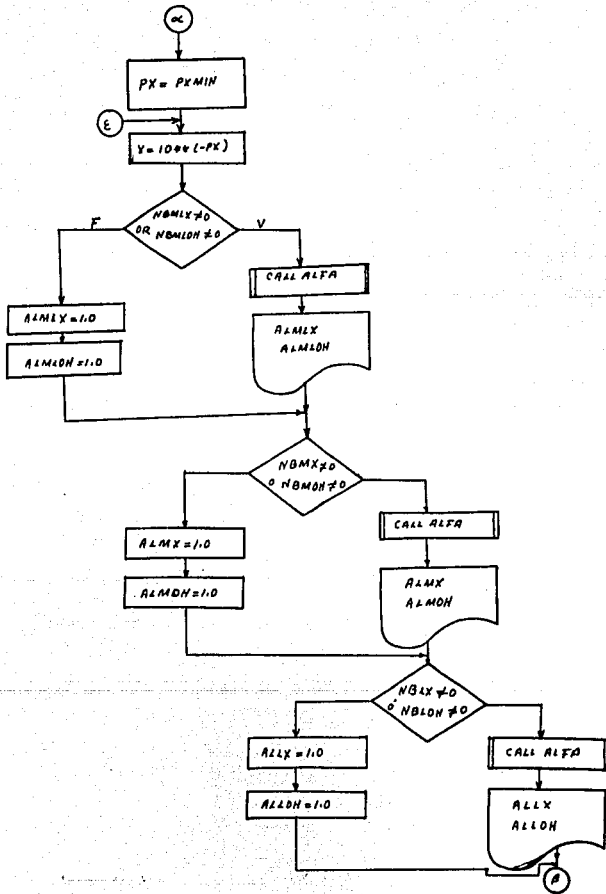 α
PX = PXMIN
ε
X=10**(-PX)
NBMLX≠0
OR NBMLOH≠0
F
V
CALL ALFA
ALMLX=1.0
ALMLOH=1.0
ALMLX
ALMLOH
NBMX≠0
O NBMOH≠0
CALL ALFA
ALMX=1.0
ALMOH=1.0
ALMX
ALMOH
NBLX≠0
ó NBLOH≠0
CALL ALFA
ALLX=1.0
ALLOH=1.0
ALLX
ALLOH
β